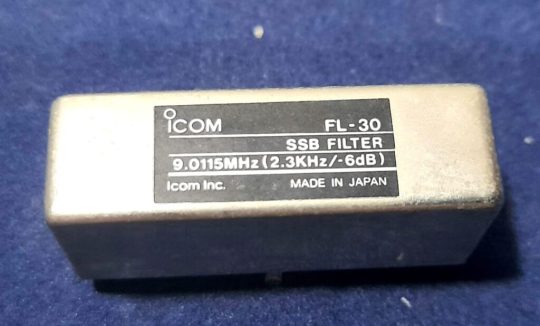 ICOM FL-30
SSB FILTER
9.0115MHz(2.3KHz/-6dB)
Icom Inc. MADE IN JAPAN